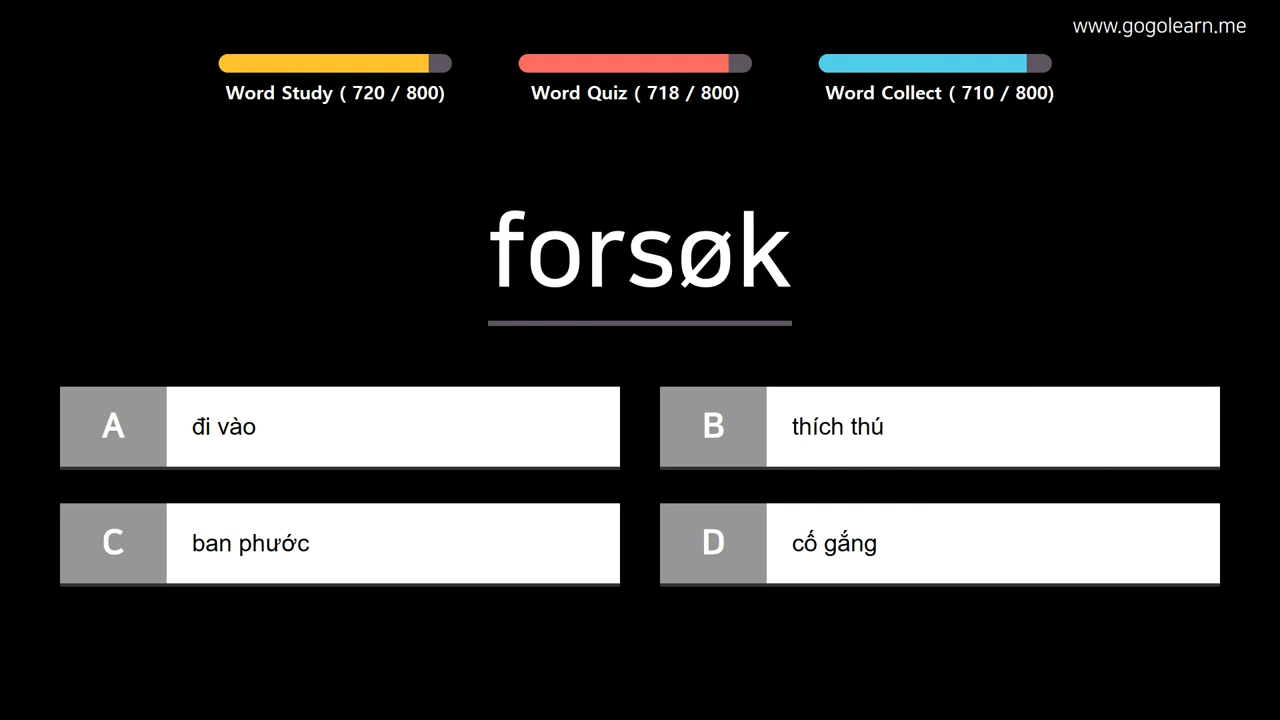 www.gogolearn.me
Word Study ( 720 / 800)
Word Quiz ( 718 / 800)
Word Collect ( 710 / 800)
forsøk
A
đi vào
B
thích thú
C
ban phước
D
cố gắng